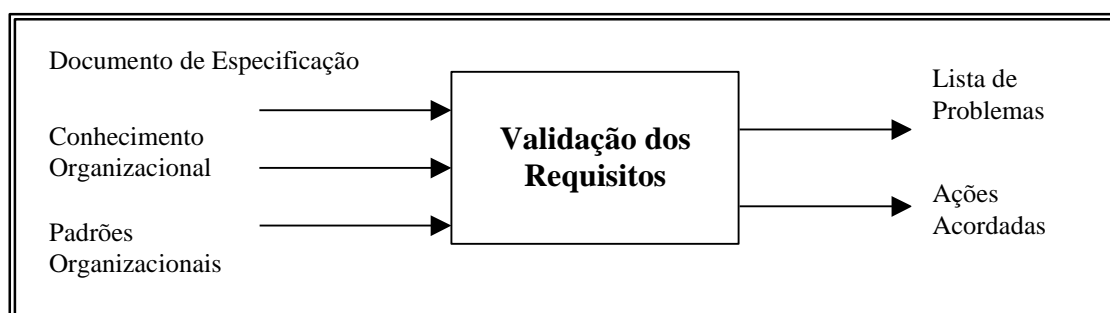 Documento de Especificação
Conhecimento
Organizacional
Padrões
Organizacionais
Validação dos
Requisitos
Lista de
Problemas
Ações
Acordadas